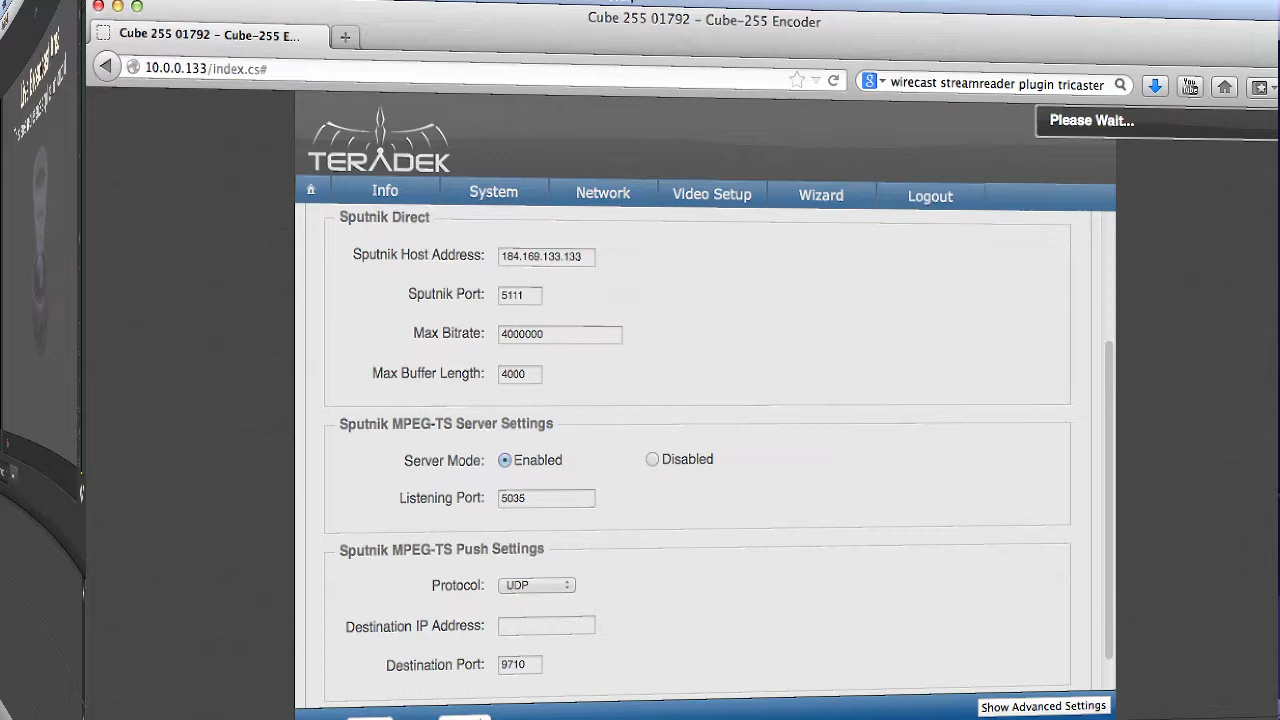 Cube 255 01792 - Cube-255 Encoder
Cube 255 01792 - Cube-255 E...
10.0.0.133/index.cs#
wirecast streamreader plugin tricaster
Please Wait...
TERADEK
Info System Network Video Setup Wizard Logout
Sputnik Direct
Sputnik Host Address: 184.169.133.133
Sputnik Port: 5111
Max Bitrate: 4000000
Max Buffer Length: 4000
Sputnik MPEG-TS Server Settings
Server Mode: Enabled Disabled
Listening Port: 5035
Sputnik MPEG-TS Push Settings
Protocol: UDP
Destination IP Address:
Destination Port: 9710
Show Advanced Settings